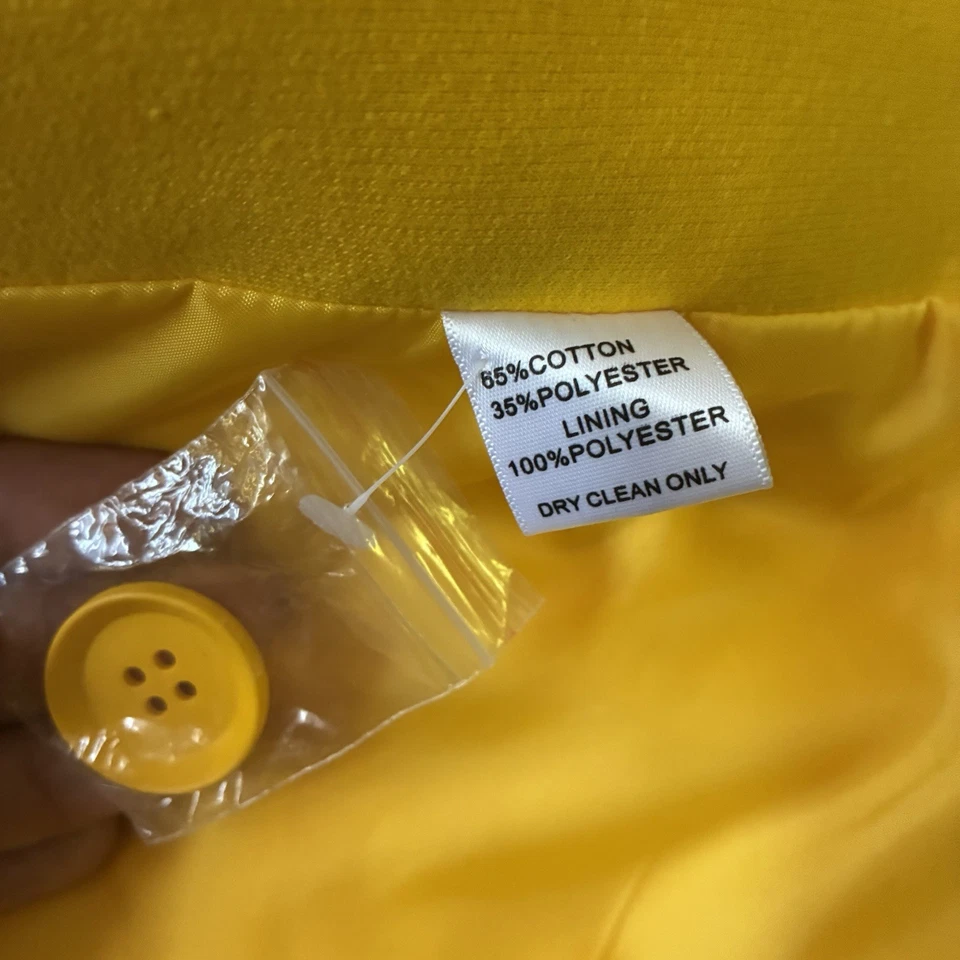 65%COTTON
35%POLYESTER
LINING
100%POLYESTER
DRY CLEAN ONLY